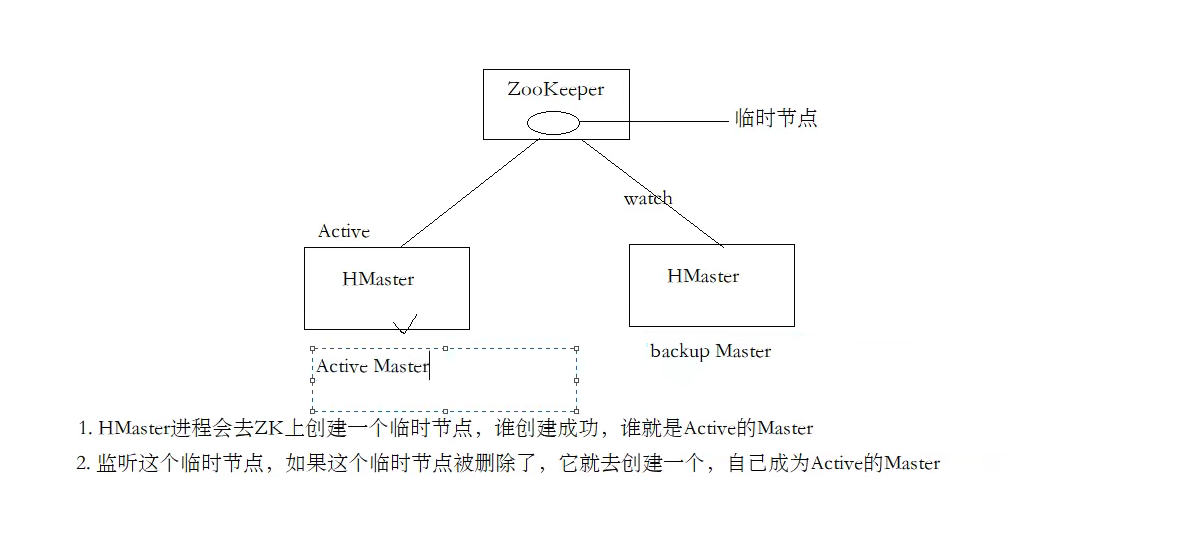 ZooKeeper
临时节点
watch
Active
HMaster
HMaster
backup Master
Active Master
1. HMaster进程会去ZK上创建一个临时节点，谁创建成功，谁就是Active的Master
2. 监听这个临时节点，如果这个临时节点被删除了，它就去创建一个，自己成为Active的Master